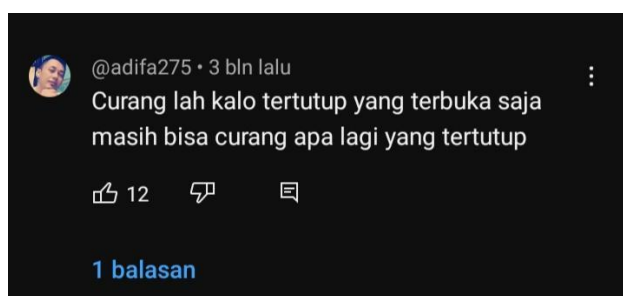 @adifa275 • 3 bln lalu
Curang lah kalo tertutup yang terbuka saja
masih bisa curang apa lagi yang tertutup
12
1 balasan